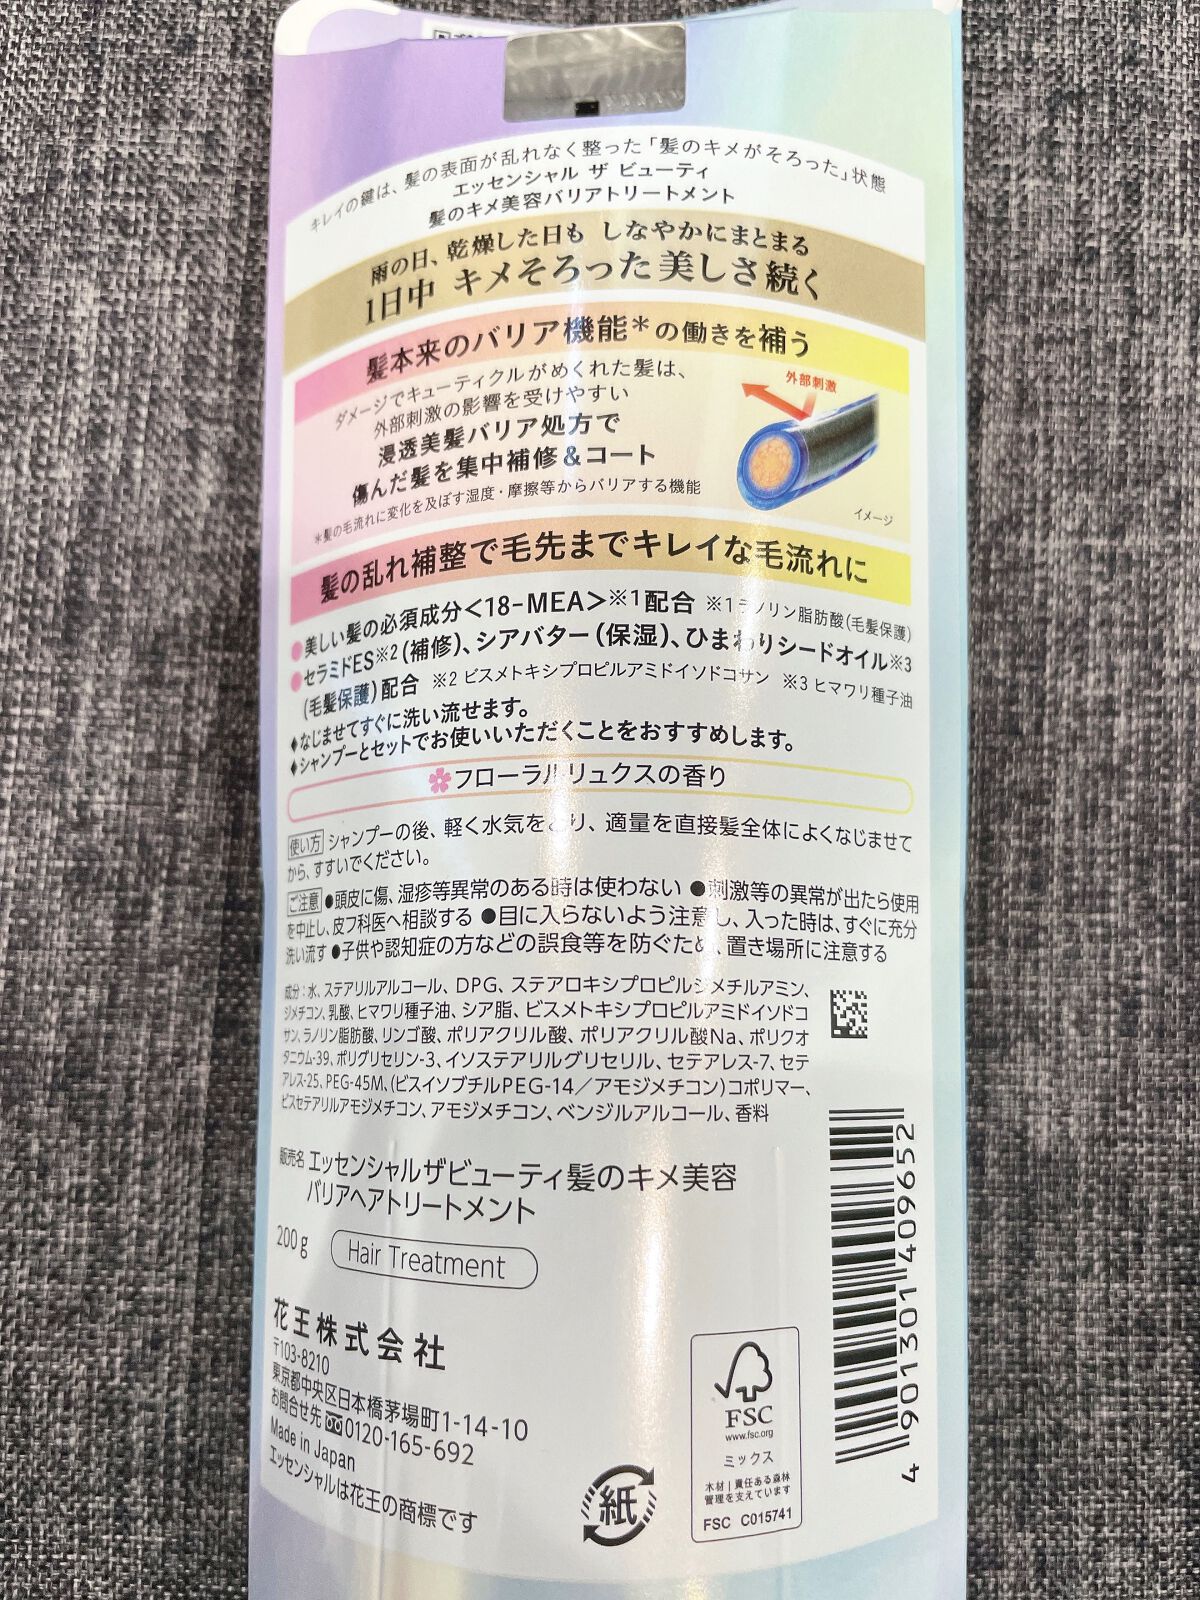 キレイの鍵は、髪の表面が乱れなく整った「髪のキメがそろった」状態
エッセンシャル ザ ビューティ
髪のキメ美容バリアトリートメント
雨の日、乾燥した日も しなやかにまとまる
1日中 キメそろった美しさ続く
髪本来のバリア機能*の働きを補う
ダメージでキューティクルがめくれた髪は、
外部刺激の影響を受けやすい
浸透美髪バリア処方で
傷んだ髪を集中補修&コート
*髪の毛流れに変化を及ぼす湿度・摩擦等からバリアする機能
外部刺激
イメージ
髪の乱れ補整で毛先までキレイな毛流れに
●美しい髪の必須成分<18-MEA>※1配合 ※1ラノリン脂肪酸(毛髪保護)
●セラミドES※2(補修)、シアバター(保湿)、ひまわりシードオイル※3
(毛髪保護)配合 ※2 ビスメトキシプロピルアミドイソドコサン ※3 ヒマワリ種子油
♦なじませてすぐに洗い流せます。
♦シャンプーとセットでお使いいただくことをおすすめします。
フローラルリュクスの香り
使い方 シャンプーの後、軽く水気をとり、適量を直接髪全体によくなじませて
から、すすいでください。
ご注意 ●頭皮に傷、湿疹等異常のある時は使わない ●刺激等の異常が出たら使用
を中止し、皮フ科医へ相談する ●目に入らないよう注意し、入った時は、すぐに充分
洗い流す ●子供や認知症の方などの誤食等を防ぐため、置き場所に注意する
成分:水、ステアリルアルコール、DPG、ステアロキシプロピルジメチルアミン、
ジメチコン、乳酸、ヒマワリ種子油、シア脂、ビスメトキシプロピルアミドイソドコ
サン、ラノリン脂肪酸、リンゴ酸、ポリアクリル酸、ポリアクリル酸Na、ポリクオ
タニウム-39、ポリグリセリン-3、イソステアリルグリセリル、セテアレス-7、セテ
アレス-25、PEG-45M、(ビスイソブチルPEG-14/アモジメチコン)コポリマー、
ビスセテアリルアモジメチコン、アモジメチコン、ベンジルアルコール、香料
販売名 エッセンシャルザビューティ髪のキメ美容
バリアヘアトリートメント
200g Hair Treatment
花王株式会社
〒103-8210
東京都中央区日本橋茅場町1-14-10
お問合せ先 0120-165-692
Made in Japan
エッセンシャルは花王の商標です
紙
FSC
www.fsc.org
ミックス
木材|責任ある森林
管理を支えています
FSC C015741
4 901301 409652